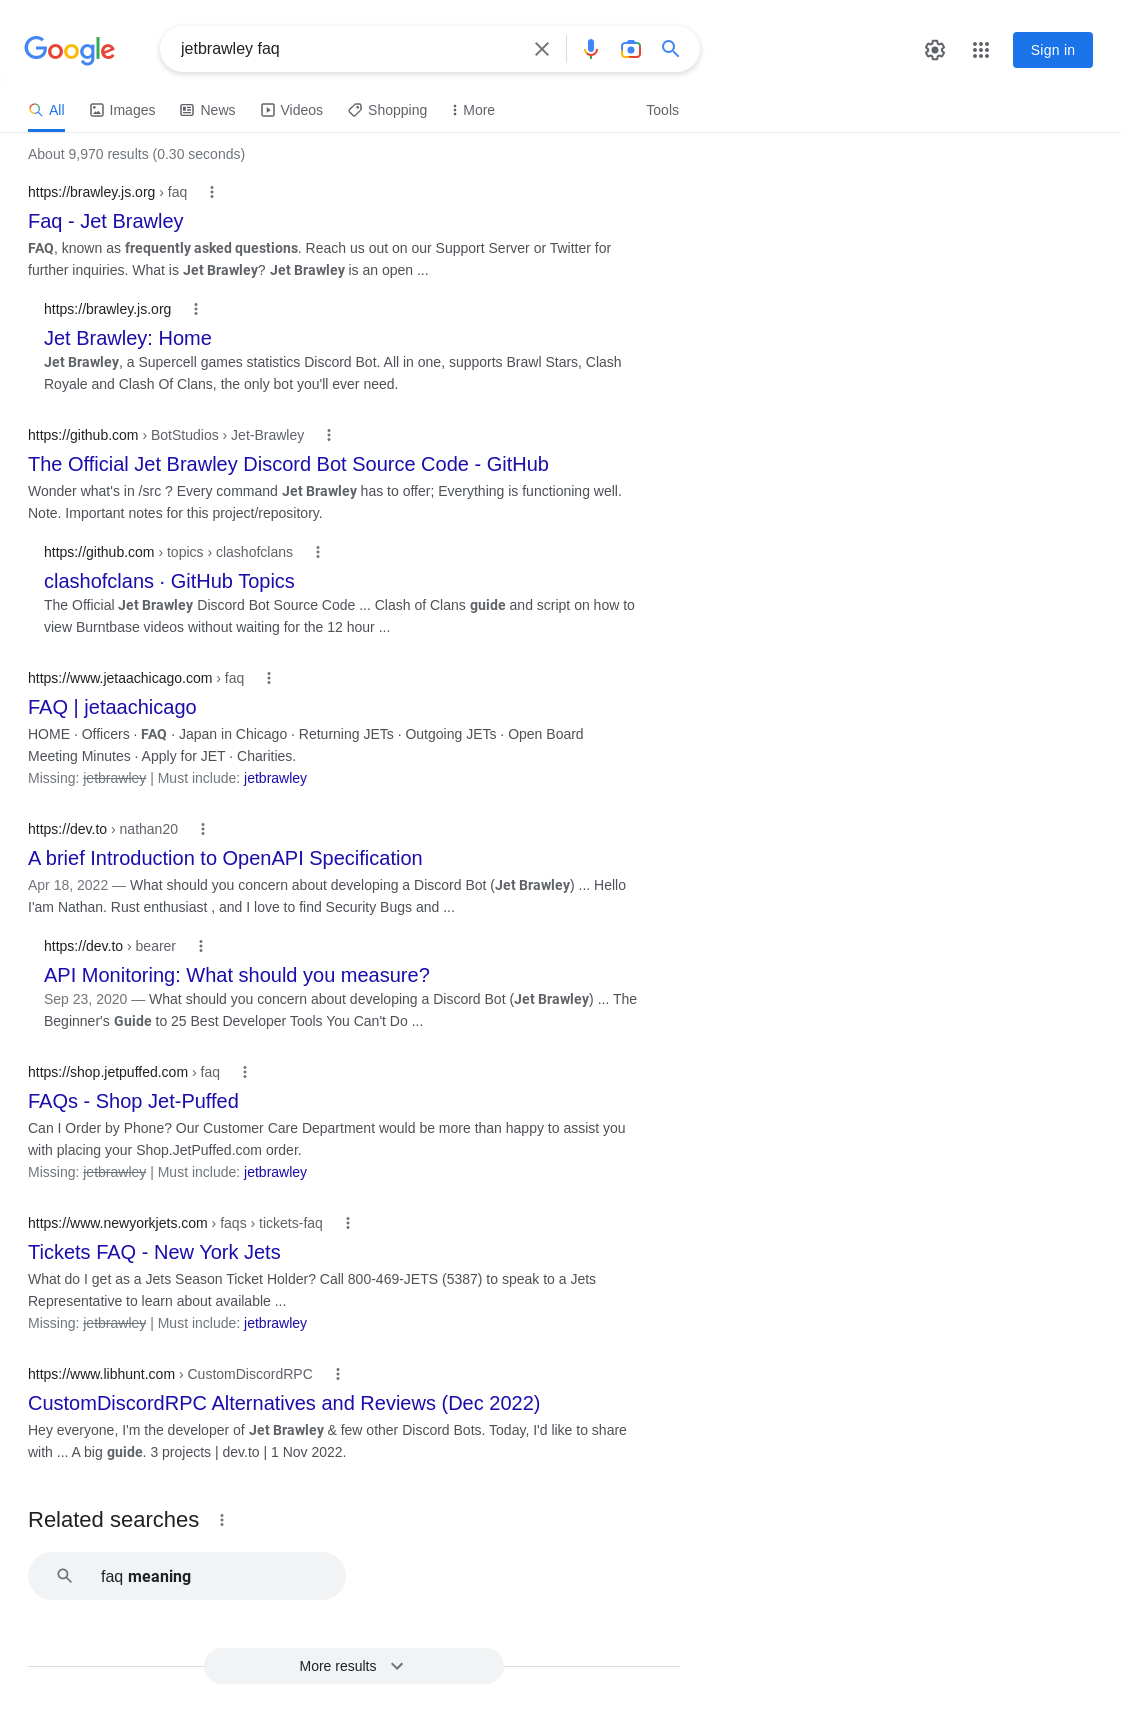 Google
jetbrawley faq
Sign in
All
Images
News
Videos
Shopping
More
Tools
About 9,970 results (0.30 seconds)
https://brawley.js.org › faq
Faq - Jet Brawley
FAQ, known as frequently asked questions. Reach us out on our Support Server or Twitter for
further inquiries. What is Jet Brawley? Jet Brawley is an open ...
https://brawley.js.org
Jet Brawley: Home
Jet Brawley, a Supercell games statistics Discord Bot. All in one, supports Brawl Stars, Clash
Royale and Clash Of Clans, the only bot you'll ever need.
https://github.com › BotStudios › Jet-Brawley
The Official Jet Brawley Discord Bot Source Code - GitHub
Wonder what's in /src ? Every command Jet Brawley has to offer; Everything is functioning well.
Note. Important notes for this project/repository.
https://github.com › topics › clashofclans
clashofclans · GitHub Topics
The Official Jet Brawley Discord Bot Source Code ... Clash of Clans guide and script on how to
view Burntbase videos without waiting for the 12 hour ...
https://www.jetaachicago.com › faq
FAQ | jetaachicago
HOME · Officers · FAQ · Japan in Chicago · Returning JETs · Outgoing JETs · Open Board
Meeting Minutes · Apply for JET · Charities.
Missing: jetbrawley | Must include: jetbrawley
https://dev.to › nathan20
A brief Introduction to OpenAPI Specification
Apr 18, 2022 — What should you concern about developing a Discord Bot (Jet Brawley) ... Hello
I'am Nathan. Rust enthusiast , and I love to find Security Bugs and ...
https://dev.to › bearer
API Monitoring: What should you measure?
Sep 23, 2020 — What should you concern about developing a Discord Bot (Jet Brawley) ... The
Beginner's Guide to 25 Best Developer Tools You Can't Do ...
https://shop.jetpuffed.com › faq
FAQs - Shop Jet-Puffed
Can I Order by Phone? Our Customer Care Department would be more than happy to assist you
with placing your Shop.JetPuffed.com order.
Missing: jetbrawley | Must include: jetbrawley
https://www.newyorkjets.com › faqs › tickets-faq
Tickets FAQ - New York Jets
What do I get as a Jets Season Ticket Holder? Call 800-469-JETS (5387) to speak to a Jets
Representative to learn about available ...
Missing: jetbrawley | Must include: jetbrawley
https://www.libhunt.com › CustomDiscordRPC
CustomDiscordRPC Alternatives and Reviews (Dec 2022)
Hey everyone, I'm the developer of Jet Brawley & few other Discord Bots. Today, I'd like to share
with ... A big guide. 3 projects | dev.to | 1 Nov 2022.
Related searches
faq meaning
More results